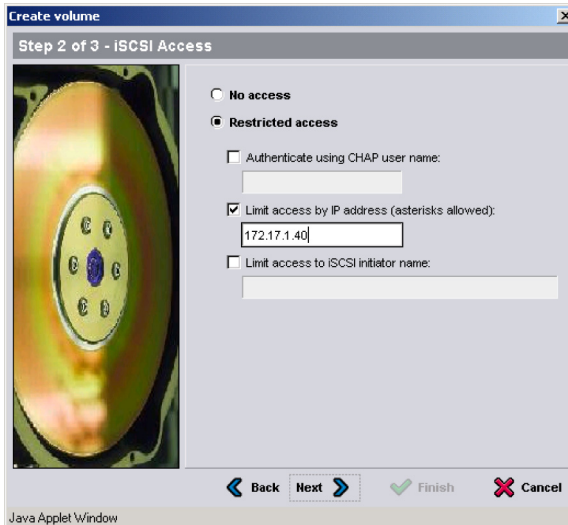 Create volume
Step 2 of 3 - iSCSI Access
No access
Restricted access
Authenticate using CHAP user name:
Limit access by IP address (asterisks allowed):
172.17.1.40
Limit access to iSCSI initiator name:
Back Next Finish Cancel
Java Applet Window